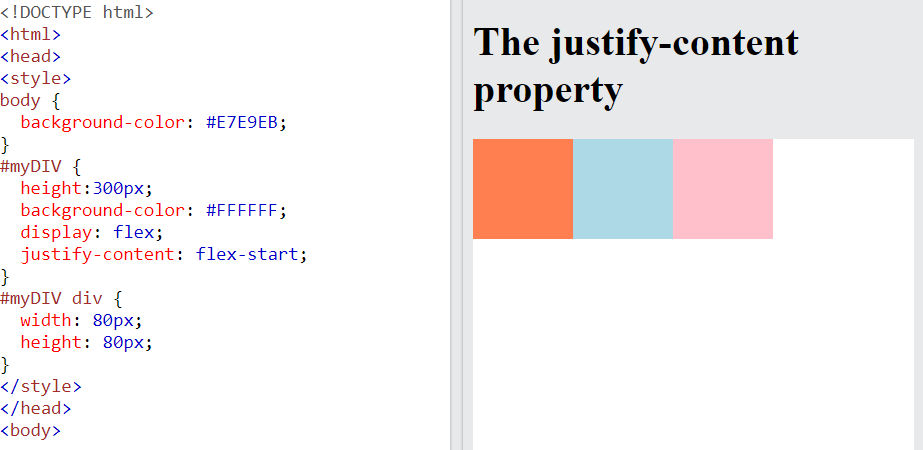 <!DOCTYPE html>
<html>
<head>
<style>
body {
  background-color: #E7E9EB;
}
#myDIV {
  height:300px;
  background-color: #FFFFFF;
  display: flex;
  justify-content: flex-start;
}
#myDIV div {
  width: 80px;
  height: 80px;
}
</style>
</head>
<body>
The justify-content
property